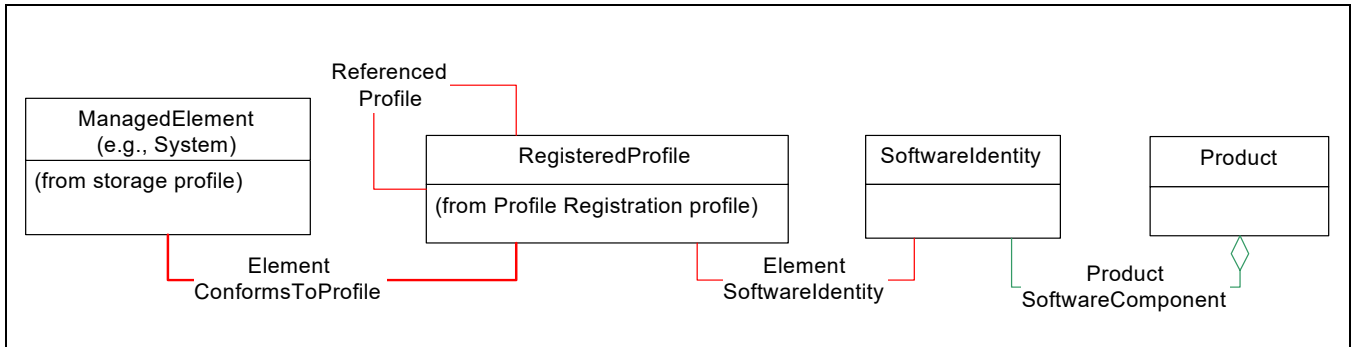 Referenced
Profile
ManagedElement
(e.g., System)
(from storage profile)
RegisteredProfile
(from Profile Registration profile)
SoftwareIdentity
Product
Element
ConformsToProfile
Element
SoftwareIdentity
Product
SoftwareComponent